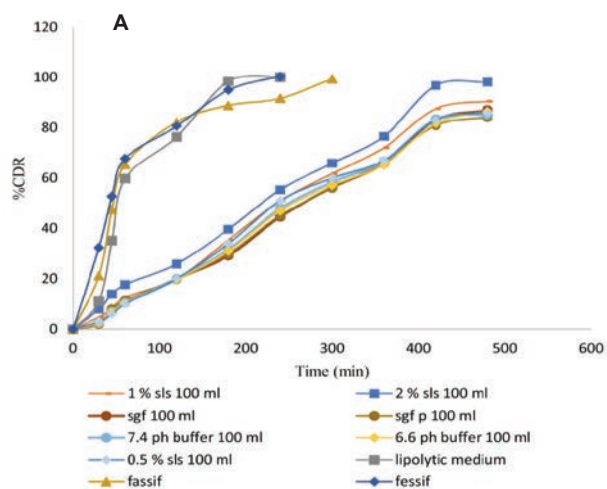 A
120
100
80
60
40
20
0
%CDR
0 100 200 300 400 500 600
Time (min)
1 % sls 100 ml 2 % sls 100 ml
sgf 100 ml sgf p 100 ml
7.4 ph buffer 100 ml 6.6 ph buffer 100 ml
0.5 % sls 100 ml lipolytic medium
fassif fessif